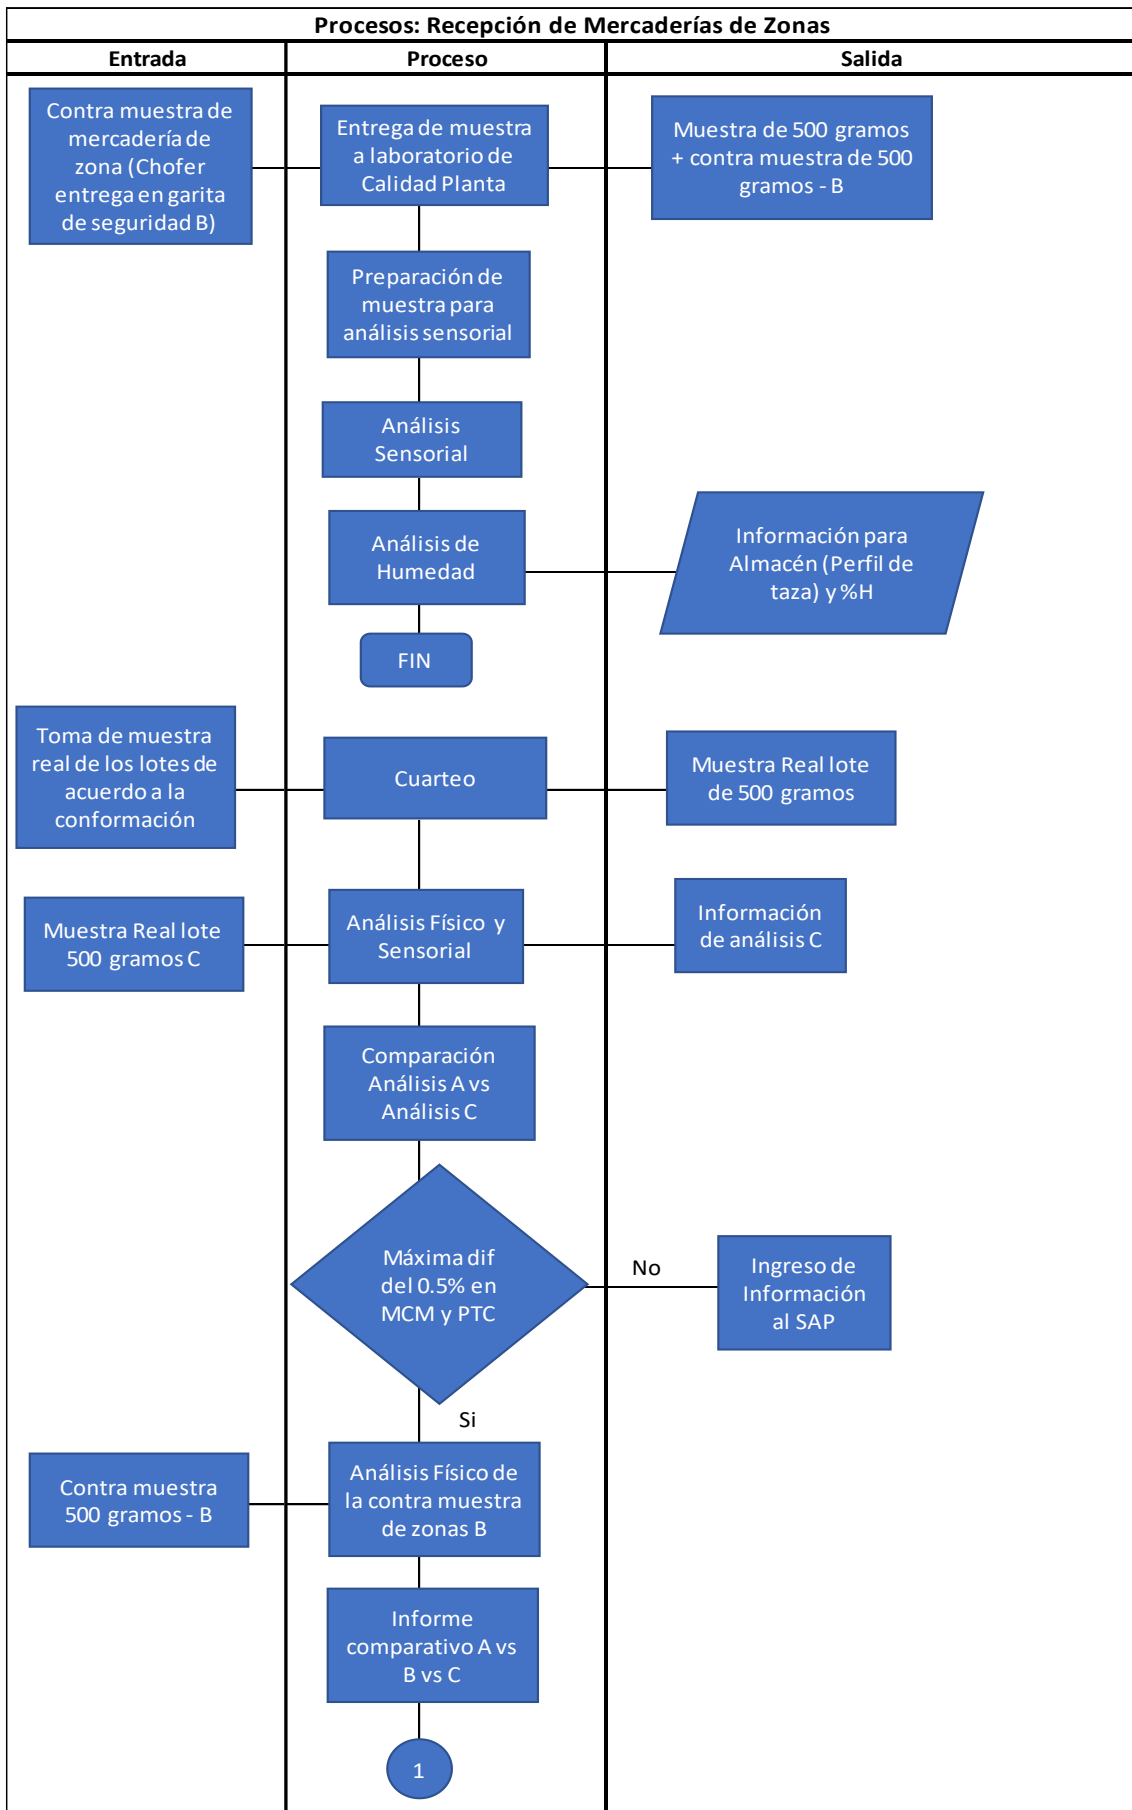 Procesos: Recepción de Mercaderías de Zonas
Entrada
Proceso
Salida
Contra muestra de
mercadería de
zona (Chofer
entrega en garita
de seguridad B)
Entrega de muestra
a laboratorio de
Calidad Planta
Muestra de 500 gramos
+ contra muestra de 500
gramos - B
Preparación de
muestra para
análisis sensorial
Análisis
Sensorial
Análisis de
Humedad
Información para
Almacén (Perfil de
taza) y %H
FIN
Toma de muestra
real de los lotes de
acuerdo a la
conformación
Cuarteo
Muestra Real lote
de 500 gramos
Muestra Real lote
500 gramos C
Análisis Físico y
Sensorial
Información
de análisis C
Comparación
Análisis A vs
Análisis C
Máxima dif
del 0.5% en
MCM y PTC
No
Ingreso de
Información
al SAP
Si
Contra muestra
500 gramos - B
Análisis Físico de
la contra muestra
de zonas B
Informe
comparativo A vs
B vs C
1